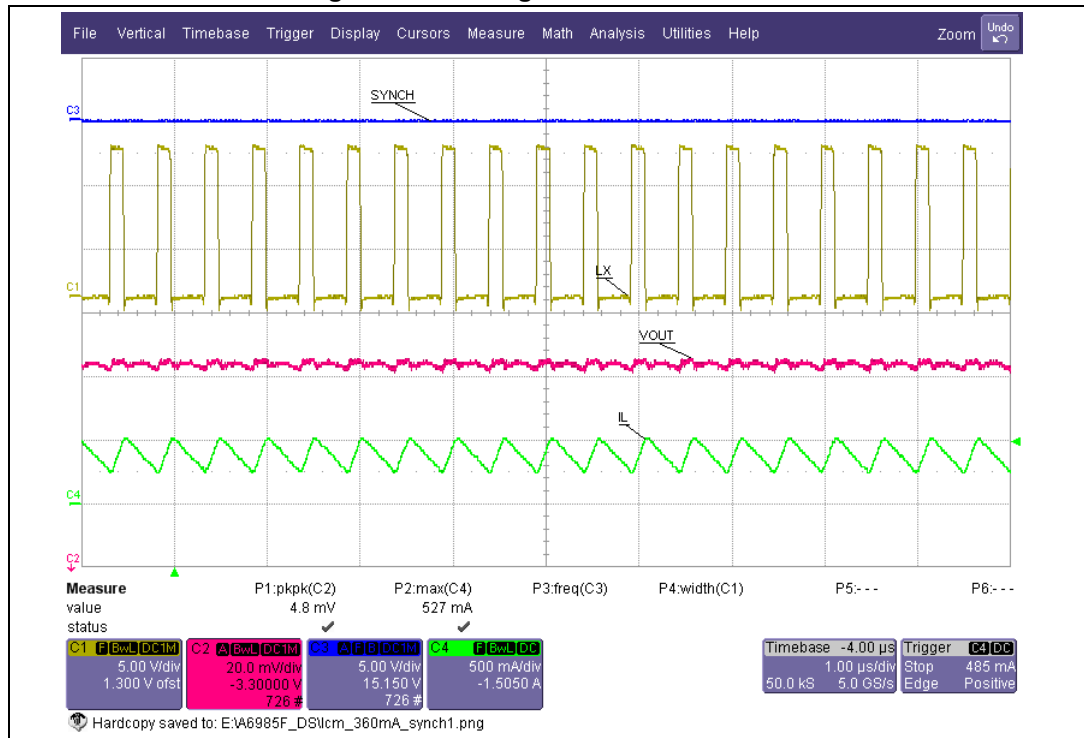 File Vertical Timebase Trigger Display Cursors Measure Math Analysis Utilities Help Zoom Undo
C3
SYNCH
C1
LX
VOUT
IL
C4
C2
Measure P1:pkpk(C2) P2:max(C4) P3:freq(C3) P4:width(C1) P5:- - - P6:- - -
value 4.8 mV 527 mA
status
C1 F BwL DC1M C2 A BwL DC1M C3 A F B DC1M C4 F BwL DC Timebase -4.00 µs Trigger C4 DC
5.00 V/div 20.0 mV/div 5.00 V/div 500 mA/div 1.00 µs/div Stop 485 mA
1.300 V ofst -3.30000 V 15.150 V -1.5050 A 50.0 kS 5.0 GS/s Edge Positive
726 # 726 #
Hardcopy saved to: E:\A6985F_DS\lcm_360mA_synch1.png